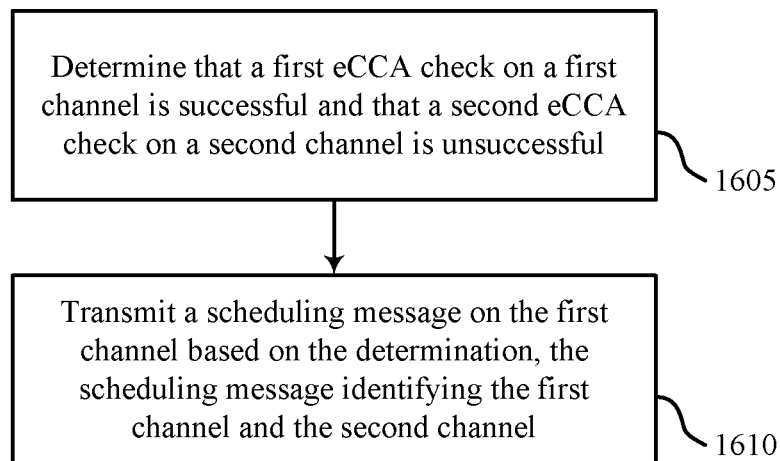 Determine that a first eCCA check on a first
channel is successful and that a second eCCA
check on a second channel is unsuccessful
1605
Transmit a scheduling message on the first
channel based on the determination, the
scheduling message identifying the first
channel and the second channel
1610